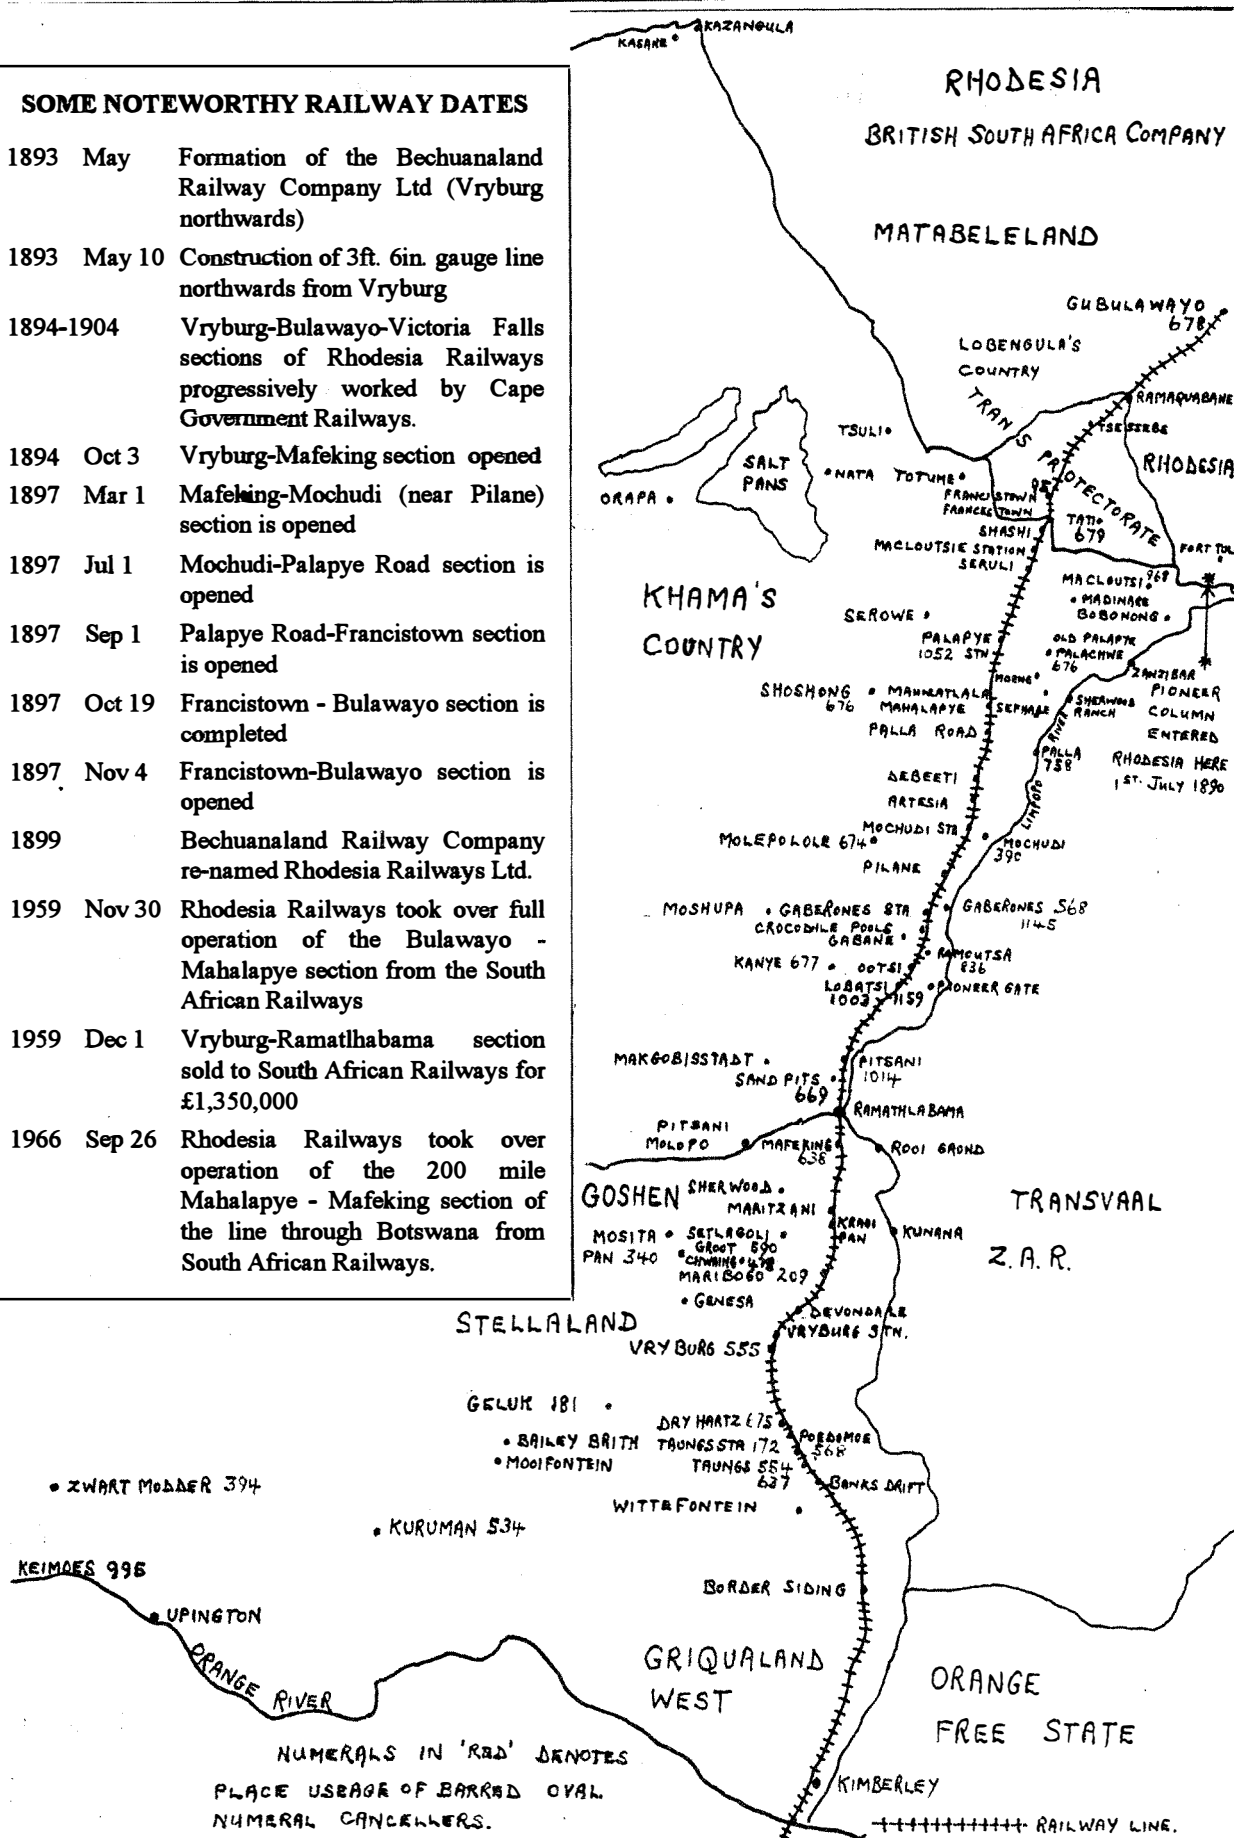 SOME NOTEWORTHY RAILWAY DATES
1893 May Formation of the Bechuanaland
Railway Company Ltd (Vryburg
northwards)
1893 May 10 Construction of 3ft. 6in. gauge line
northwards from Vryburg
1894-1904 Vryburg-Bulawayo-Victoria Falls
sections of Rhodesia Railways
progressively worked by Cape
Government Railways.
1894 Oct 3 Vryburg-Mafeking section opened
1897 Mar 1 Mafeking-Mochudi (near Pilane)
section is opened
1897 Jul 1 Mochudi-Palapye Road section is
opened
1897 Sep 1 Palapye Road-Francistown section
is opened
1897 Oct 19 Francistown - Bulawayo section is
completed
1897 Nov 4 Francistown-Bulawayo section is
opened
1899 Bechuanaland Railway Company
re-named Rhodesia Railways Ltd.
1959 Nov 30 Rhodesia Railways took over full
operation of the Bulawayo -
Mahalapye section from the South
African Railways
1959 Dec 1 Vryburg-Ramatlhabama section
sold to South African Railways for
£1,350,000
1966 Sep 26 Rhodesia Railways took over
operation of the 200 mile
Mahalapye - Mafeking section of
the line through Botswana from
South African Railways.
KAZANGULA
KASANE
RHODESIA
BRITISH SOUTH AFRICA COMPANY
MATABELELAND
GUBULAWAYO
678
LOBENGULA'S
COUNTRY
RAMAQUABANE
TRANS PROTECTORATE
TSESSEBE
TSULI
RHODESIA
SALT
PANS
NATA
TOTUME
ORAPA
FRANCISTOWN
FRANCESTOWN
TATI
679
SHASHI
MACLOUTSIE STATION
SERULI
FORT TUL
MACLOUTSI 968
MADINARE
BOBONONG
KHAMA'S
COUNTRY
SEROWE
PALAPYE
1052 STN
OLD PALAPYE
PALACHWE
676
ZANZIBAR
MOENG
SHOSHONG
676
MAHALAPYE
SEPHARE
SHERWOOD
RANCH
PIONEER
COLUMN
ENTERED
RHODESIA HERE
1ST. JULY 1890
PALLA ROAD
PALLA
758
LIMPOPO RIVER
DEBEETI
ARTESIA
MOCHUDI STA
MOCHUDI
390
MOLEPOLOLE 674
PILANE
MOSHUPA
GABERONES STA
GABERONES 568
1145
CROCODILE POOLS
GABANE
KANYE 677
OOTSI
RAMOUTSA
836
LOBATSI
1003
1159
PIONEER GATE
MAKGOBISSTADT
PITSANI
1014
SAND PITS
669
RAMATHLABAMA
PITSANI
MOLOPO
MAFEKING
638
ROOI GROND
GOSHEN
SHERWOOD
MARITZANI
TRANSVAAL
Z.A.R.
KRAAI
PAN
KUNANA
MOSITA
PAN 340
SETLAGOLI
GROOT 590
MARIBOGO 209
GENESA
DEVONDALE
VRYBURG STN.
STELLALAND
VRYBURG 555
GELUK 181
DRY HARTZ 675
BAILEY BRITH
TAUNGS STA 172
568
MOOIFONTEIN
TAUNGS 554
637
BANKS DRIFT
ZWART MODDER 394
WITTEFONTEIN
KURUMAN 534
KEIMOES 995
BORDER SIDING
UPINGTON
ORANGE RIVER
GRIQUALAND
WEST
ORANGE
FREE STATE
NUMERALS IN 'RED' DENOTES
PLACE USEAGE OF BARRED OVAL
NUMERAL CANCELLERS.
KIMBERLEY
RAILWAY LINE.